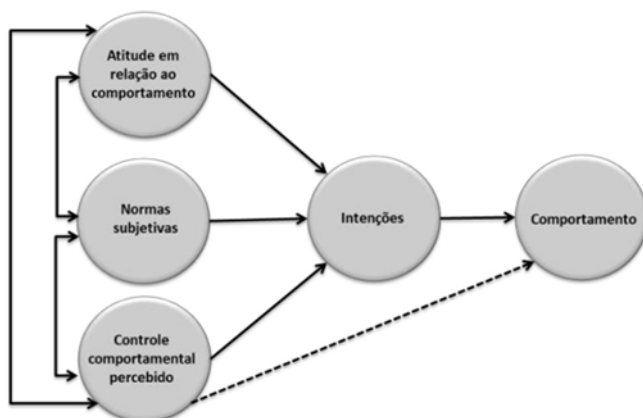 Atitude em
relação ao
comportamento
Normas
subjetivas
Intenções
Comportamento
Controle
comportamental
percebido